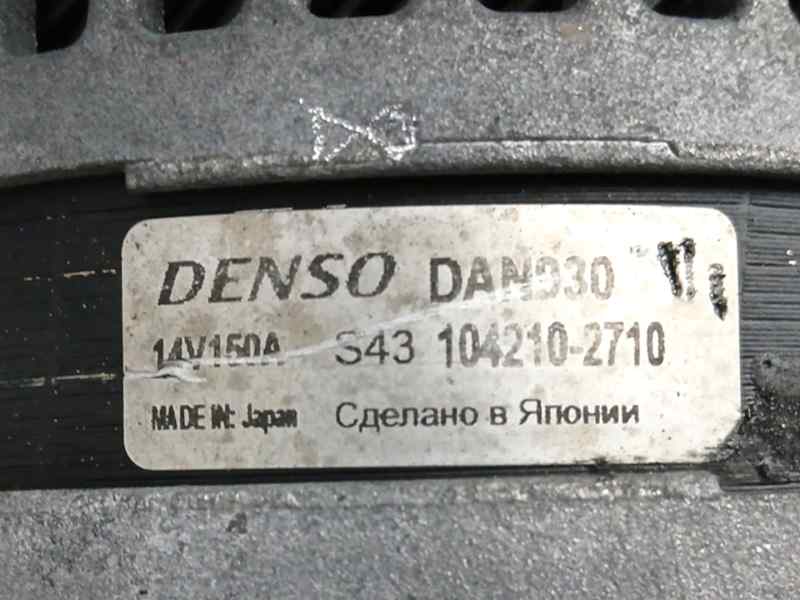 DENSO DAN930
14V150A S43 104210-2710
MADE IN: Japan Сделано в Японии